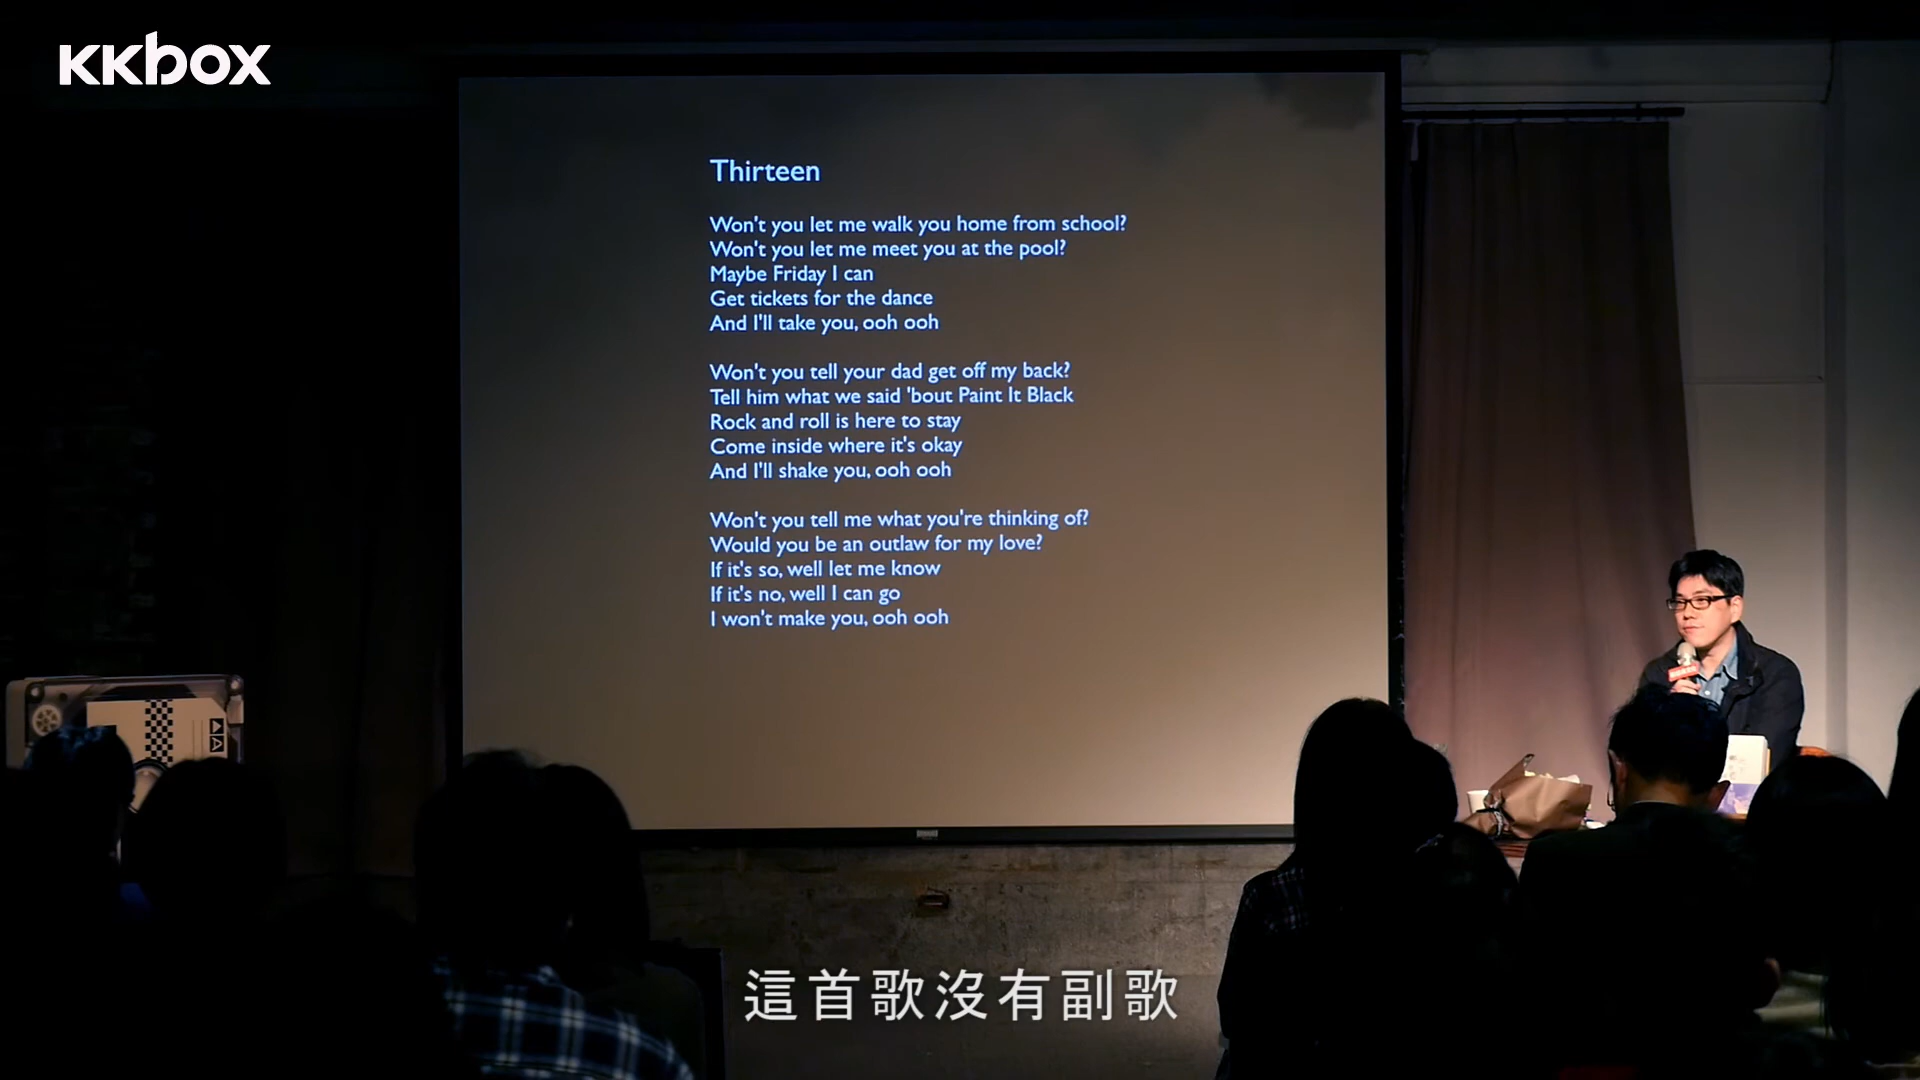 KKBOX
Thirteen
Won't you let me walk you home from school?
Won't you let me meet you at the pool?
Maybe Friday I can
Get tickets for the dance
And I'll take you, ooh ooh
Won't you tell your dad get off my back?
Tell him what we said 'bout Paint It Black
Rock and roll is here to stay
Come inside where it's okay
And I'll shake you, ooh ooh
Won't you tell me what you're thinking of?
Would you be an outlaw for my love?
If it's so, well let me know
If it's no, well I can go
I won't make you, ooh ooh
A
這首歌沒有副歌